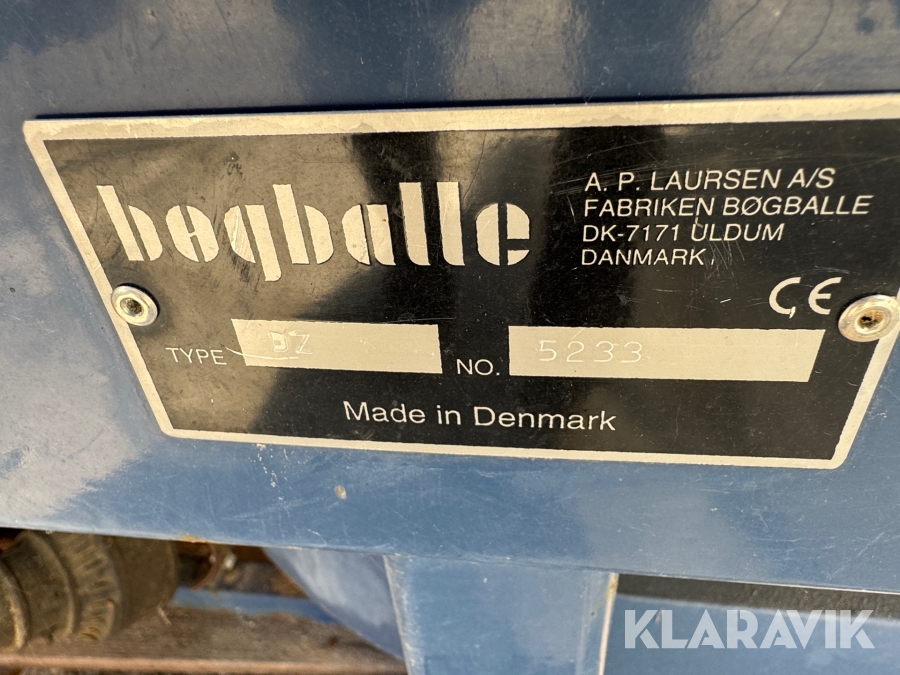 bøgballe
A. P. LAURSEN A/S
FABRIKEN BØGBALLE
DK-7171 ULDUM
DANMARK
CE
TYPE DZ
NO. 5233
Made in Denmark
KLARAVIK